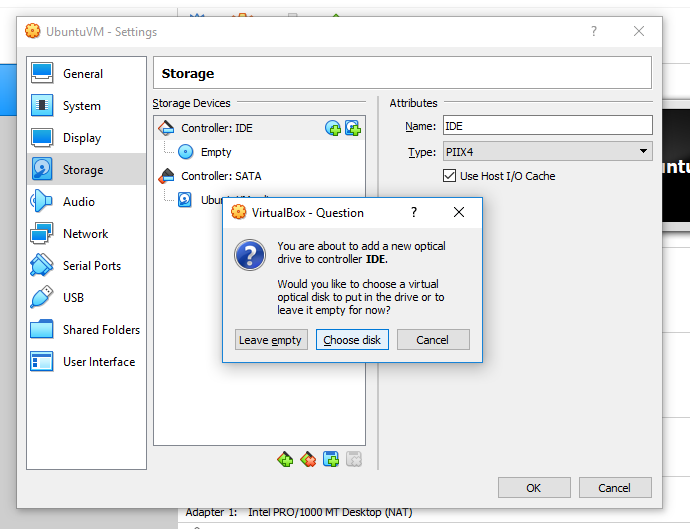 UbuntuVM - Settings
General
System
Display
Storage
Audio
Network
Serial Ports
USB
Shared Folders
User Interface
Storage
Storage Devices
Controller: IDE
Empty
Controller: SATA
Attributes
Name: IDE
Type: PIIX4
Use Host I/O Cache
VirtualBox - Question
You are about to add a new optical
drive to controller IDE.
Would you like to choose a virtual
optical disk to put in the drive or to
leave it empty for now?
Leave empty
Choose disk
Cancel
OK
Cancel
Adapter 1: Intel PRO/1000 MT Desktop (NAT)